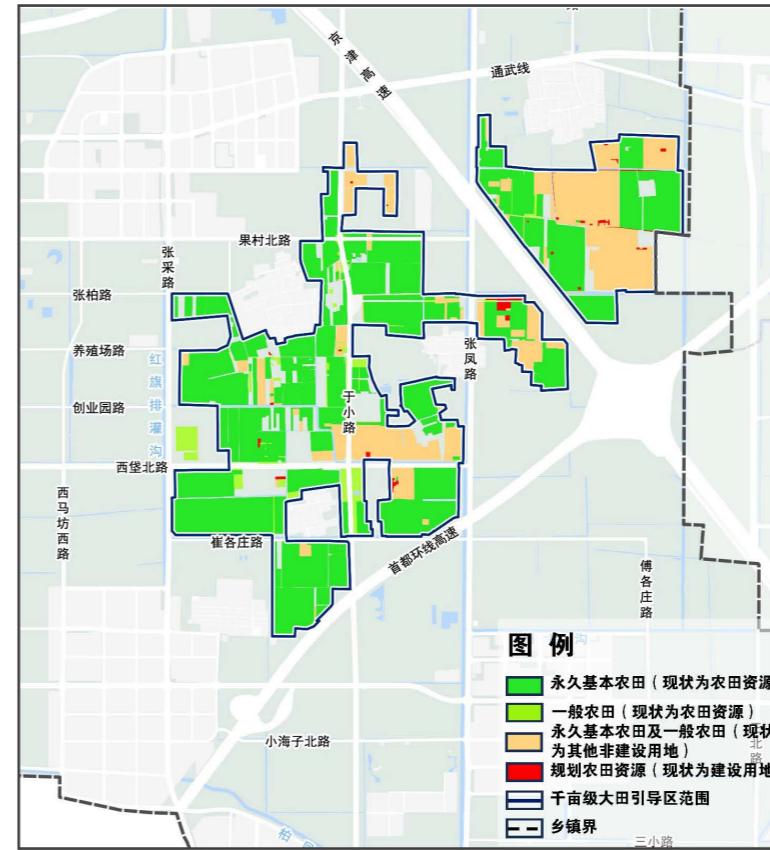 京津高速
通武线
果村北路
张采路
张柏路
养殖场路
红旗排灌沟
张凤路
创业园路
于小路
西垡北路
西马坊西路
崔各庄路
首都环线高速
傅各庄路
沟
图 例
永久基本农田（现状为农田资源
一般农田（现状为农田资源）
永久基本农田及一般农田（现状
为其他非建设用地）
规划农田资源（现状为建设用地
千亩级大田引导区范围
乡镇界
北路
小海子北路
三小路